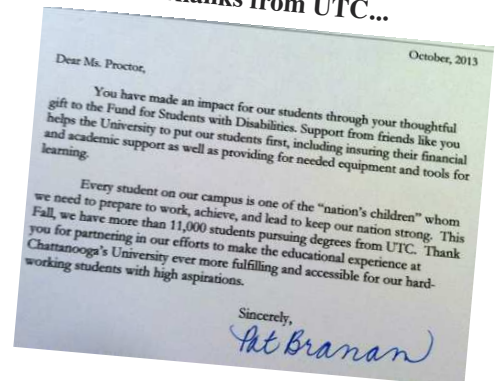 from UTC...
October, 2013
Dear Ms. Proctor,
You have made an impact for our students through your thoughtful
gift to the Fund for Students with Disabilities. Support from friends like you
helps the University to put our students first, including insuring their financial
and academic support as well as providing for needed equipment and tools for
learning.
Every student on our campus is one of the "nation's children" whom
we need to prepare to work, achieve, and lead to keep our nation strong. This
Fall, we have more than 11,000 students pursuing degrees from UTC. Thank
you for partnering in our efforts to make the educational experience at
Chattanooga's University ever more fulfilling and accessible for our hard-
working students with high aspirations.
Sincerely,
Pat Branam